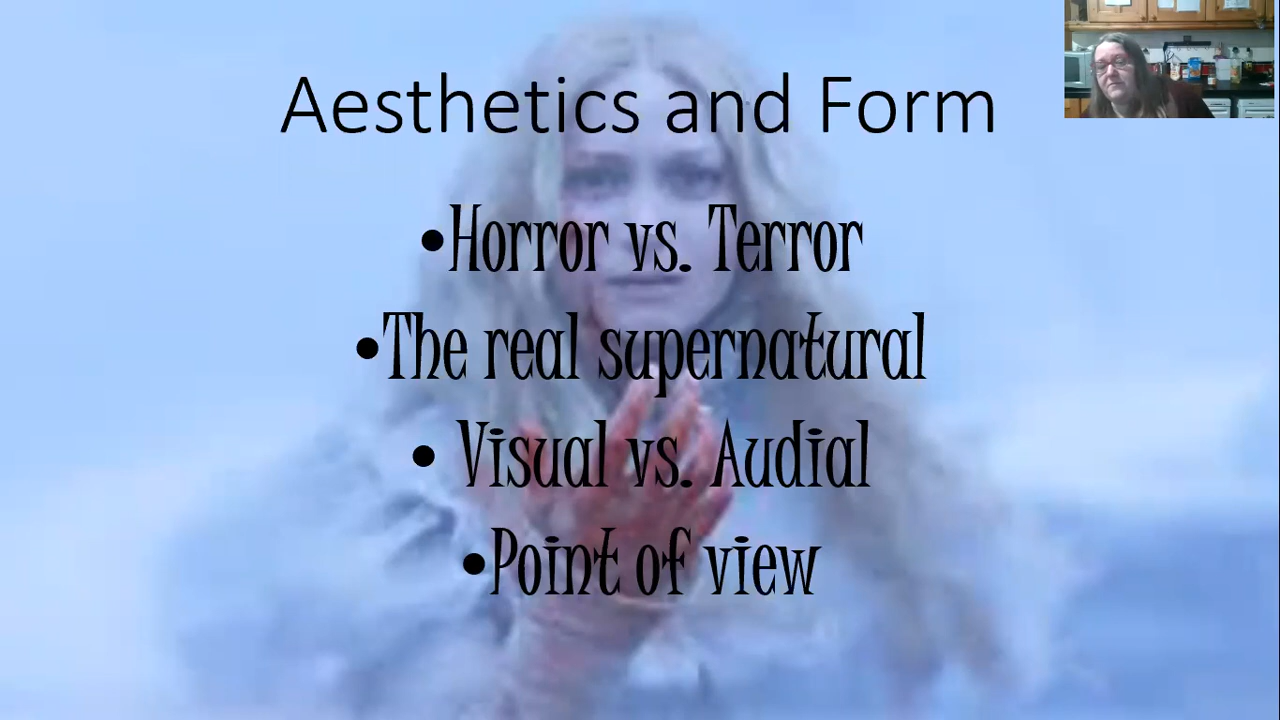 Aesthetics and Form
•Horror vs. Terror
•The real supernatural
• Visual vs. Audial
•Point of view